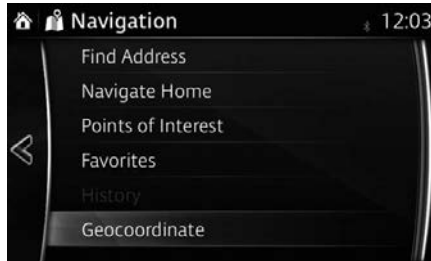 Navigation 12:03
Find Address
Navigate Home
Points of Interest
Favorites
History
Geocoordinate